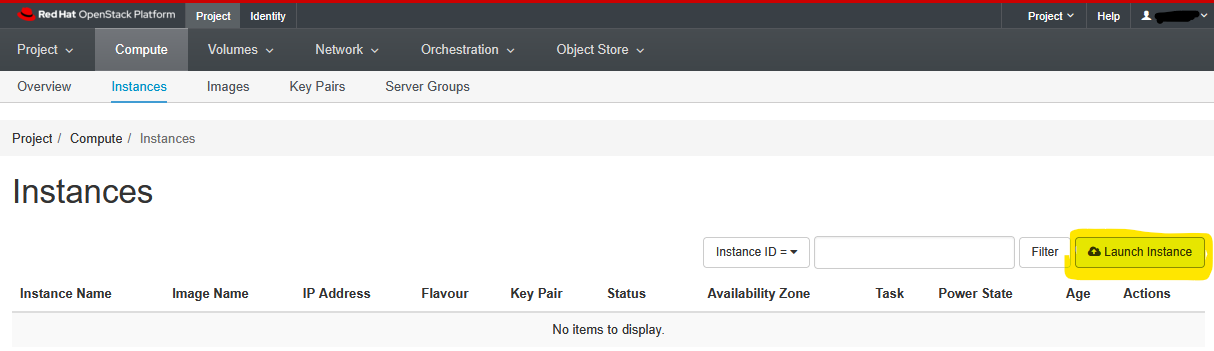 Red Hat OpenStack Platform Project Identity Project Help
Project Compute Volumes Network Orchestration Object Store
Overview Instances Images Key Pairs Server Groups
Project / Compute / Instances
Instances
Instance ID = Filter Launch Instance
Instance Name Image Name IP Address Flavour Key Pair Status Availability Zone Task Power State Age Actions
No items to display.